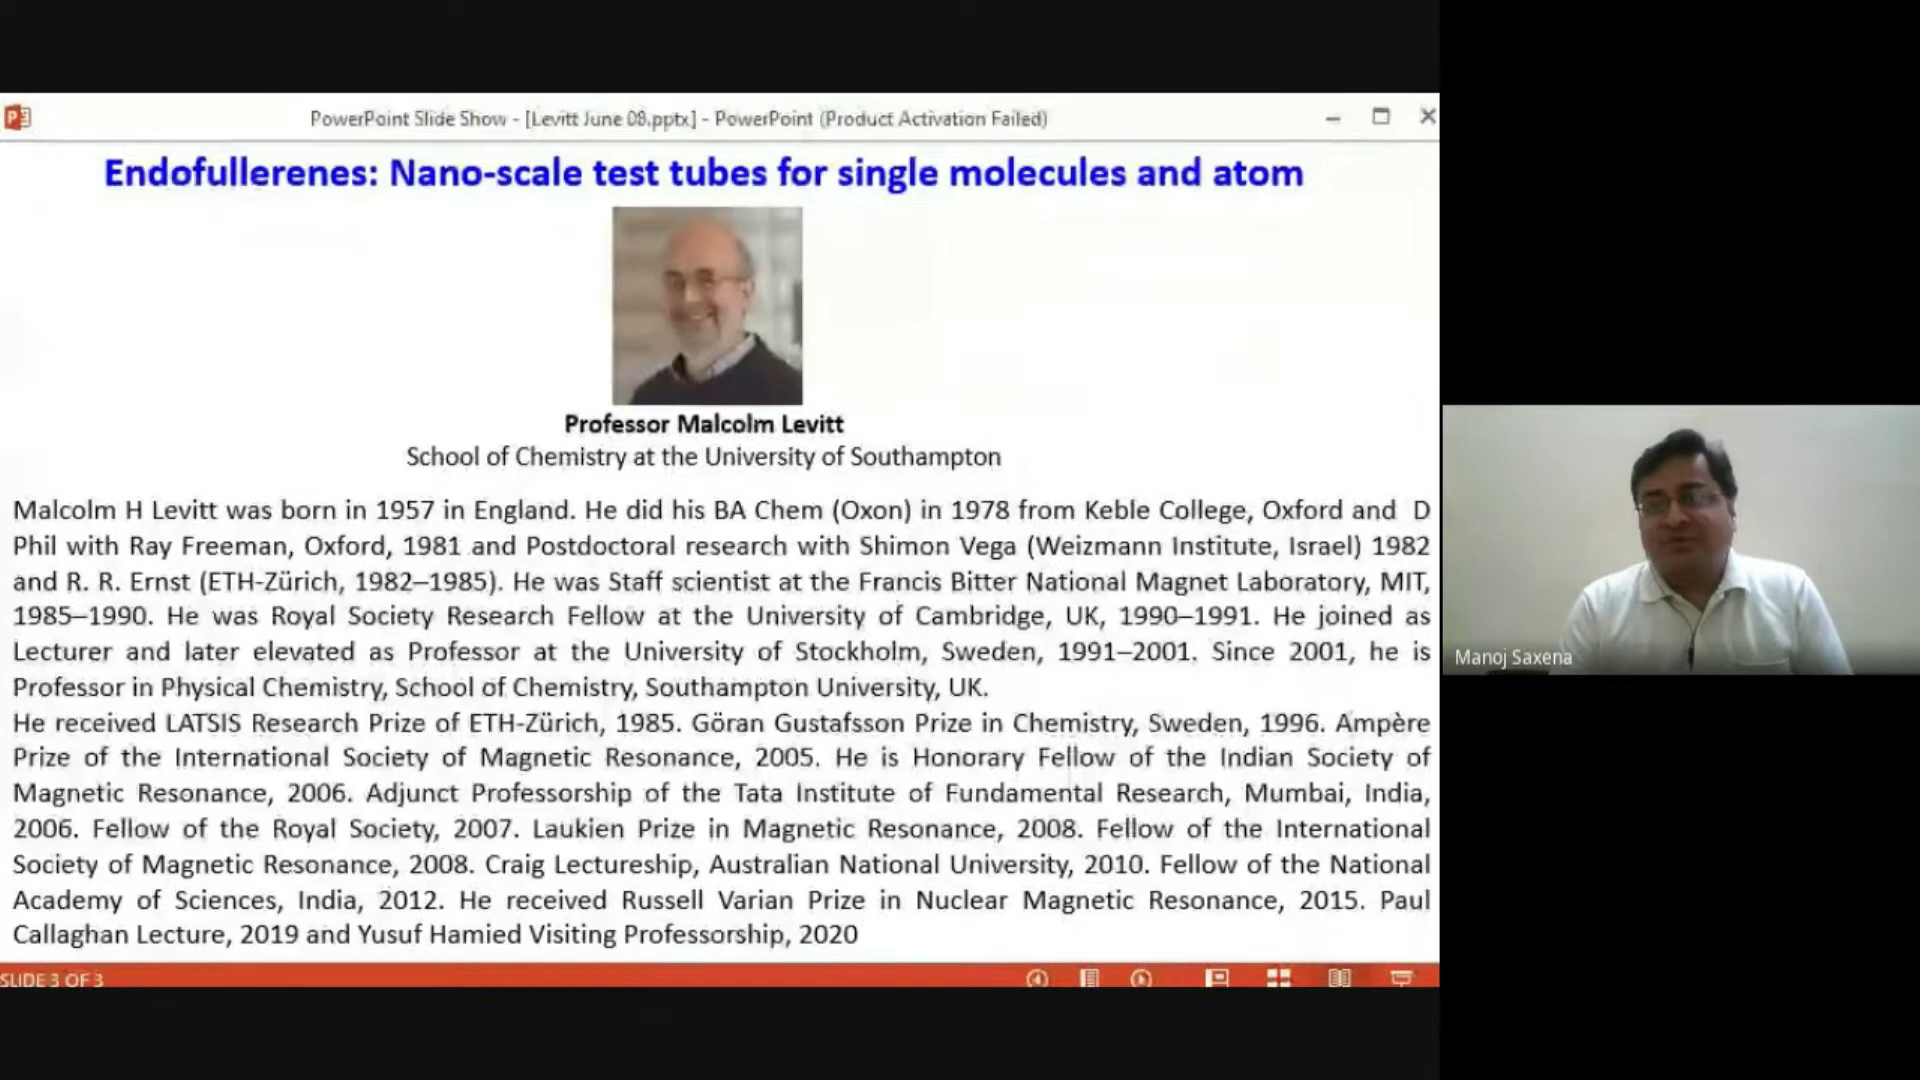 PowerPoint Slide Show - [Levitt June 08.pptx] - PowerPoint (Product Activation Failed)
Endofullerenes: Nano-scale test tubes for single molecules and atom
Professor Malcolm Levitt
School of Chemistry at the University of Southampton
Malcolm H Levitt was born in 1957 in England. He did his BA Chem (Oxon) in 1978 from Keble College, Oxford and D
Phil with Ray Freeman, Oxford, 1981 and Postdoctoral research with Shimon Vega (Weizmann Institute, Israel) 1982
and R. R. Ernst (ETH-Zürich, 1982–1985). He was Staff scientist at the Francis Bitter National Magnet Laboratory, MIT,
1985–1990. He was Royal Society Research Fellow at the University of Cambridge, UK, 1990–1991. He joined as
Lecturer and later elevated as Professor at the University of Stockholm, Sweden, 1991–2001. Since 2001, he is
Professor in Physical Chemistry, School of Chemistry, Southampton University, UK.
He received LATSIS Research Prize of ETH-Zürich, 1985. Göran Gustafsson Prize in Chemistry, Sweden, 1996. Ampère
Prize of the International Society of Magnetic Resonance, 2005. He is Honorary Fellow of the Indian Society of
Magnetic Resonance, 2006. Adjunct Professorship of the Tata Institute of Fundamental Research, Mumbai, India,
2006. Fellow of the Royal Society, 2007. Laukien Prize in Magnetic Resonance, 2008. Fellow of the International
Society of Magnetic Resonance, 2008. Craig Lectureship, Australian National University, 2010. Fellow of the National
Academy of Sciences, India, 2012. He received Russell Varian Prize in Nuclear Magnetic Resonance, 2015. Paul
Callaghan Lecture, 2019 and Yusuf Hamied Visiting Professorship, 2020
SLIDE 3 OF 3
Manoj Saxena